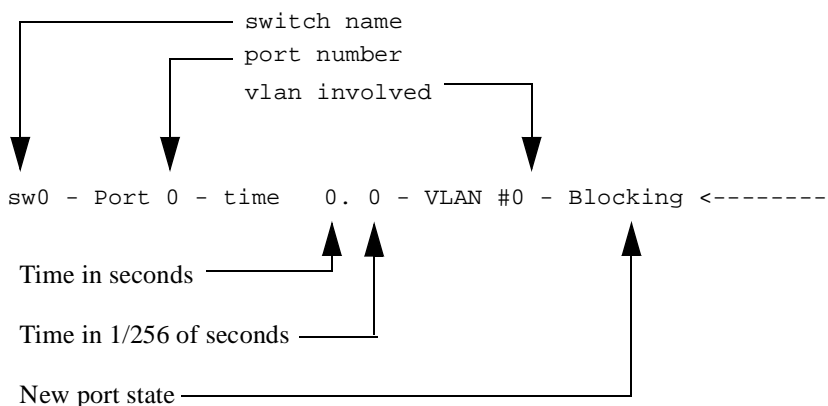 switch name
port number
vlan involved
sw0 - Port 0 - time 0. 0 - VLAN #0 - Blocking <--------
Time in seconds
Time in 1/256 of seconds
New port state